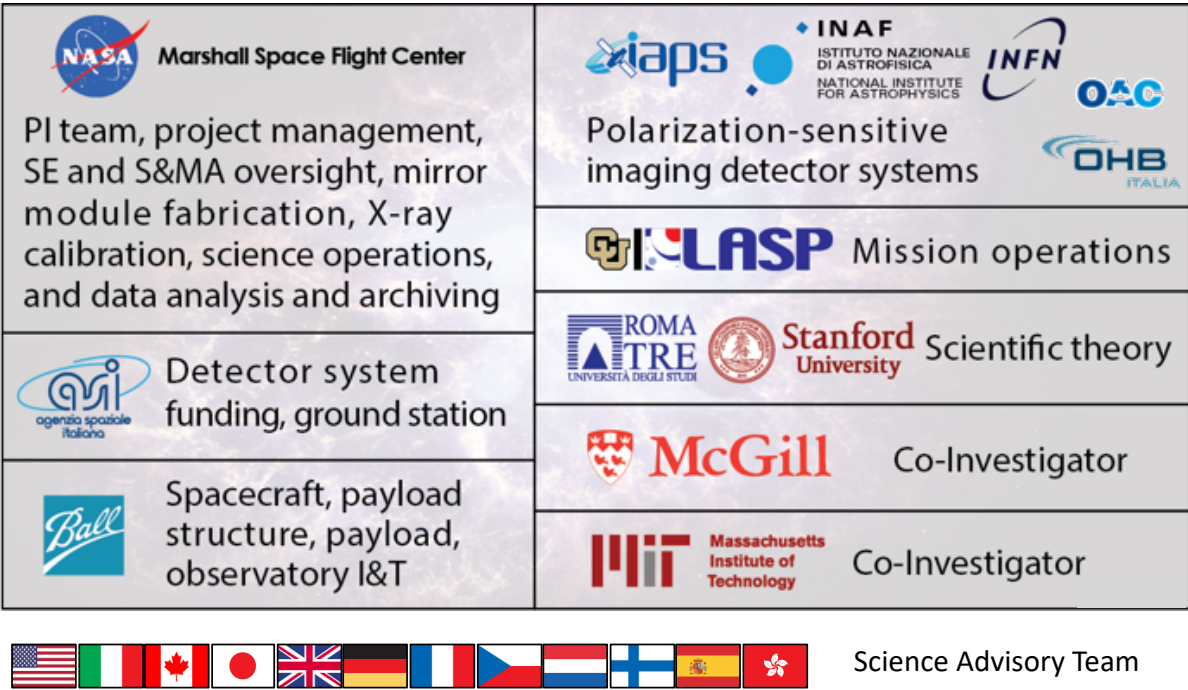 NASA
Marshall Space Flight Center
PI team, project management,
SE and S&MA oversight, mirror
module fabrication, X-ray
calibration, science operations,
and data analysis and archiving
asi
agenzia spaziale
italiana
Detector system
funding, ground station
Ball
Spacecraft, payload
structure, payload,
observatory I&T
iaps
INAF
ISTITUTO NAZIONALE
DI ASTROFISICA
NATIONAL INSTITUTE
FOR ASTROPHYSICS
INFN
OAC
Polarization-sensitive
imaging detector systems
OHB
ITALIA
CU
LASP
Mission operations
ROMA
TRE
UNIVERSITÀ DEGLI STUDI
Stanford
University
Scientific theory
McGill
Co-Investigator
MIT
Massachusetts
Institute of
Technology
Co-Investigator
Science Advisory Team